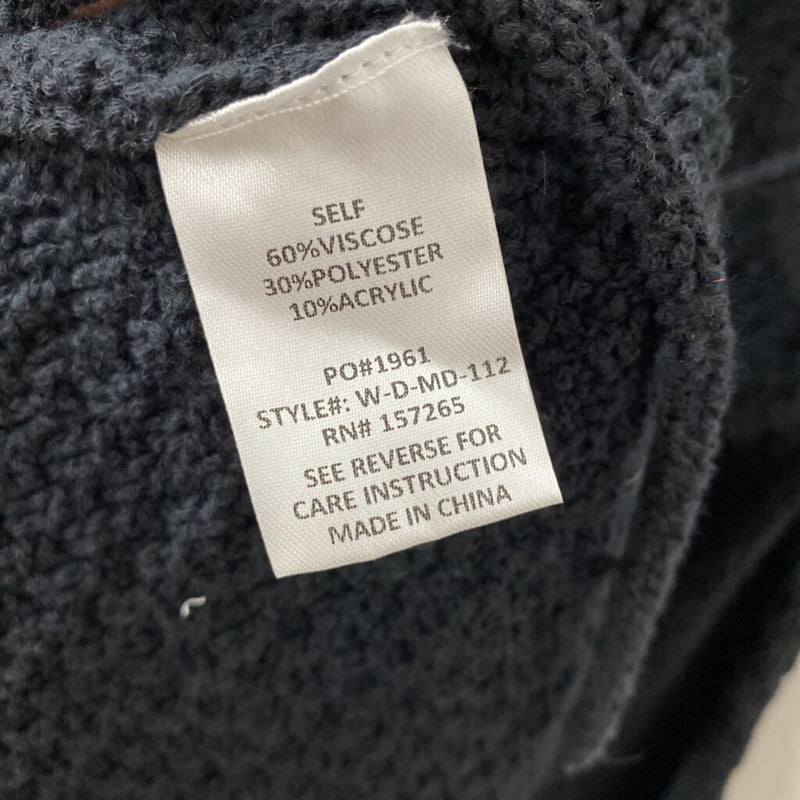 SELF
60%VISCOSE
30%POLYESTER
10%ACRYLIC
PO#1961
STYLE#: W-D-MD-112
RN# 157265
SEE REVERSE FOR
CARE INSTRUCTION
MADE IN CHINA